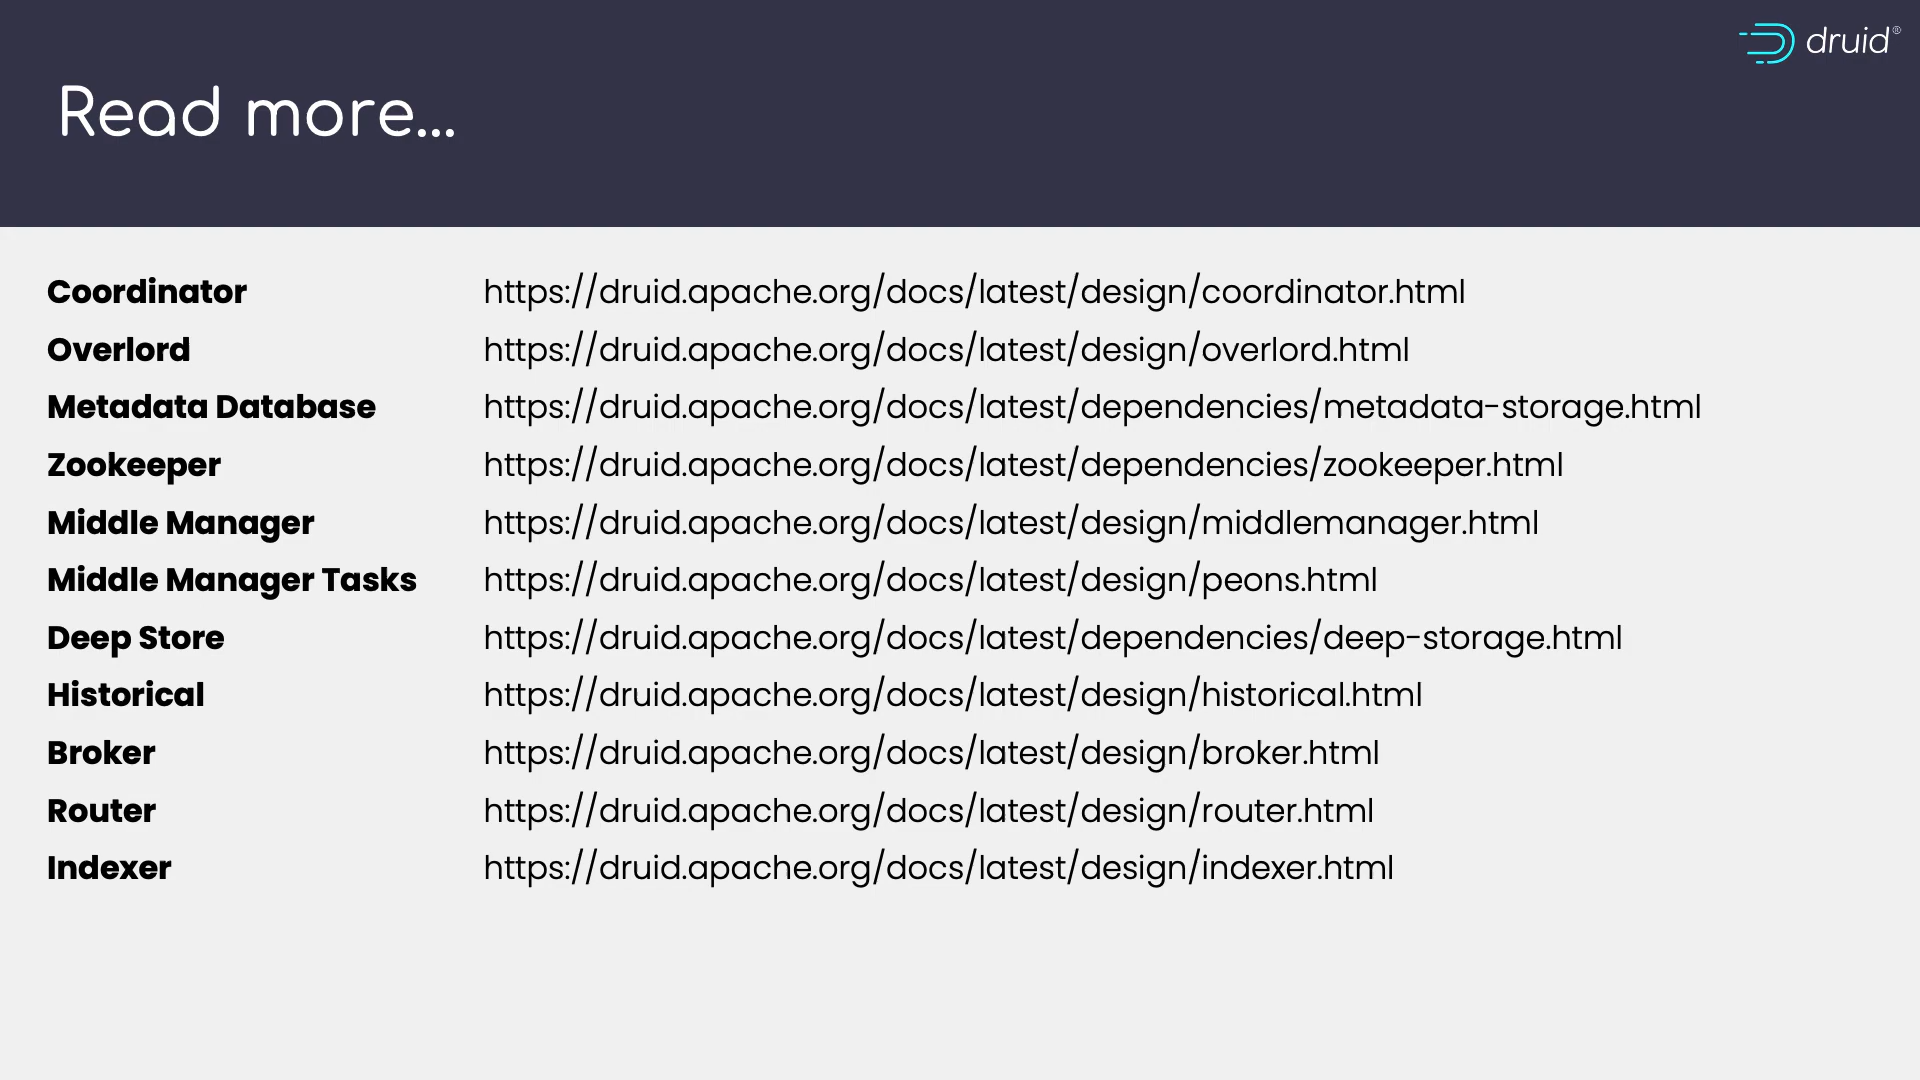 druid®
Read more...
Coordinator https://druid.apache.org/docs/latest/design/coordinator.html
Overlord https://druid.apache.org/docs/latest/design/overlord.html
Metadata Database https://druid.apache.org/docs/latest/dependencies/metadata-storage.html
Zookeeper https://druid.apache.org/docs/latest/dependencies/zookeeper.html
Middle Manager https://druid.apache.org/docs/latest/design/middlemanager.html
Middle Manager Tasks https://druid.apache.org/docs/latest/design/peons.html
Deep Store https://druid.apache.org/docs/latest/dependencies/deep-storage.html
Historical https://druid.apache.org/docs/latest/design/historical.html
Broker https://druid.apache.org/docs/latest/design/broker.html
Router https://druid.apache.org/docs/latest/design/router.html
Indexer https://druid.apache.org/docs/latest/design/indexer.html